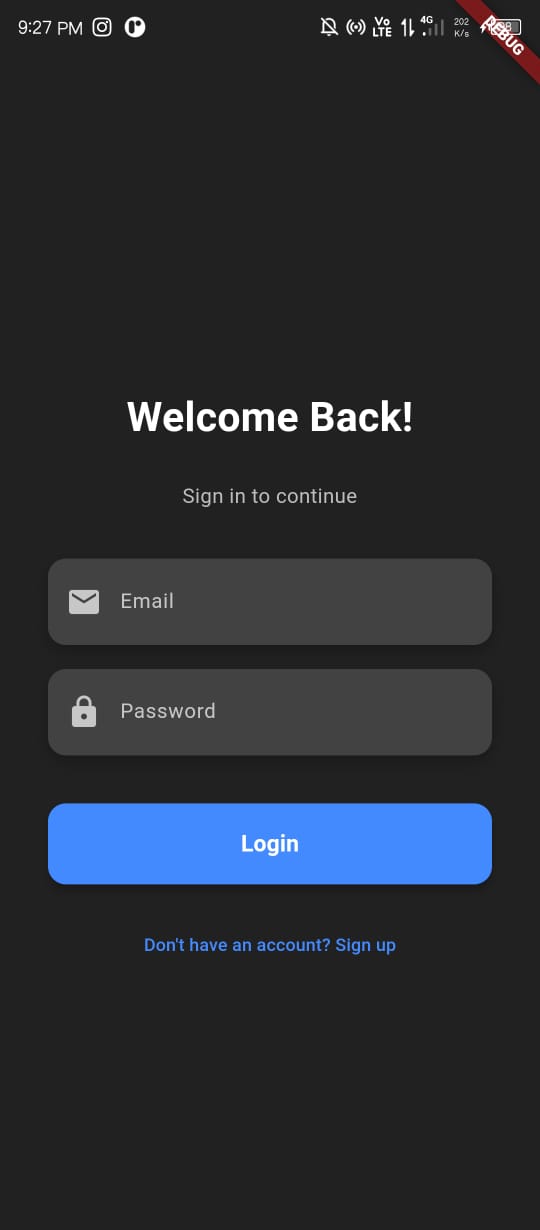 9:27 PM
Vo
LTE
4G
202
K/s
DEBUG
Welcome Back!
Sign in to continue
Email
Password
Login
Don't have an account? Sign up